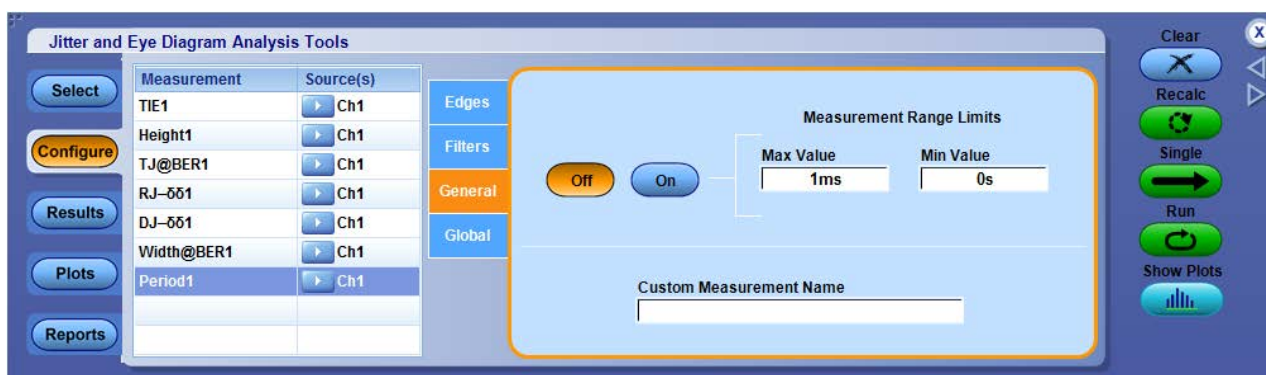 Jitter and Eye Diagram Analysis Tools
Select
Configure
Results
Plots
Reports
Measurement Source(s)
TIE1 Ch1
Height1 Ch1
TJ@BER1 Ch1
RJ–δδ1 Ch1
DJ–δδ1 Ch1
Width@BER1 Ch1
Period1 Ch1
Edges
Filters
General
Global
Off
On
Measurement Range Limits
Max Value Min Value
1ms 0s
Custom Measurement Name
Clear
Recalc
Single
Run
Show Plots
X